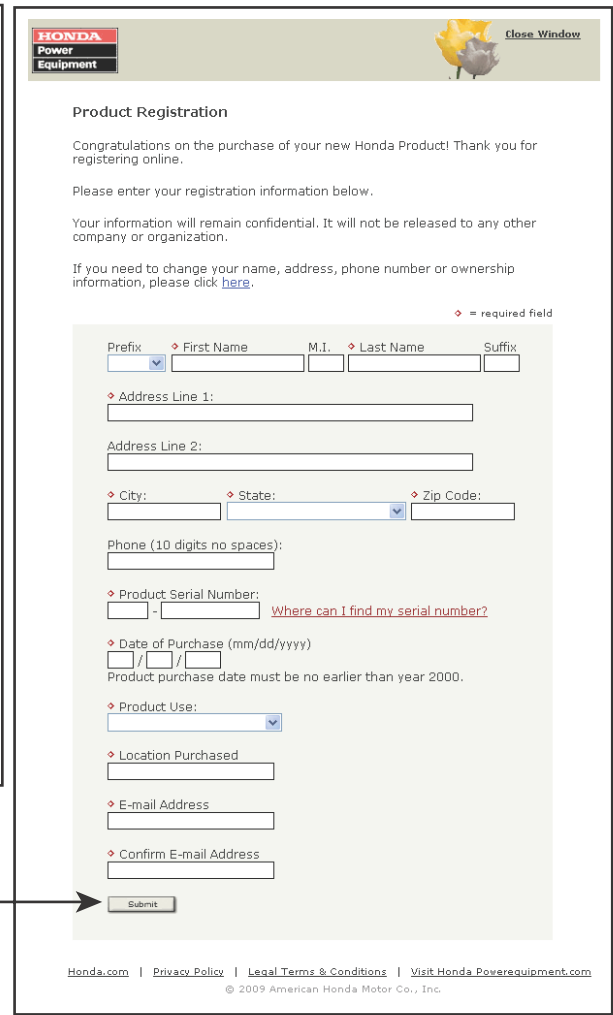 HONDA
Power
Equipment
Close Window
Product Registration
Congratulations on the purchase of your new Honda Product! Thank you for
registering online.
Please enter your registration information below.
Your information will remain confidential. It will not be released to any other
company or organization.
If you need to change your name, address, phone number or ownership
information, please click here.
= required field
Prefix First Name M.I. Last Name Suffix
Address Line 1:
Address Line 2:
City: State: Zip Code:
Phone (10 digits no spaces):
Product Serial Number:
- Where can I find my serial number?
Date of Purchase (mm/dd/yyyy)
/ /
Product purchase date must be no earlier than year 2000.
Product Use:
Location Purchased
E-mail Address
Confirm E-mail Address
Submit
Honda.com | Privacy Policy | Legal Terms & Conditions | Visit Honda Powerequipment.com
© 2009 American Honda Motor Co., Inc.